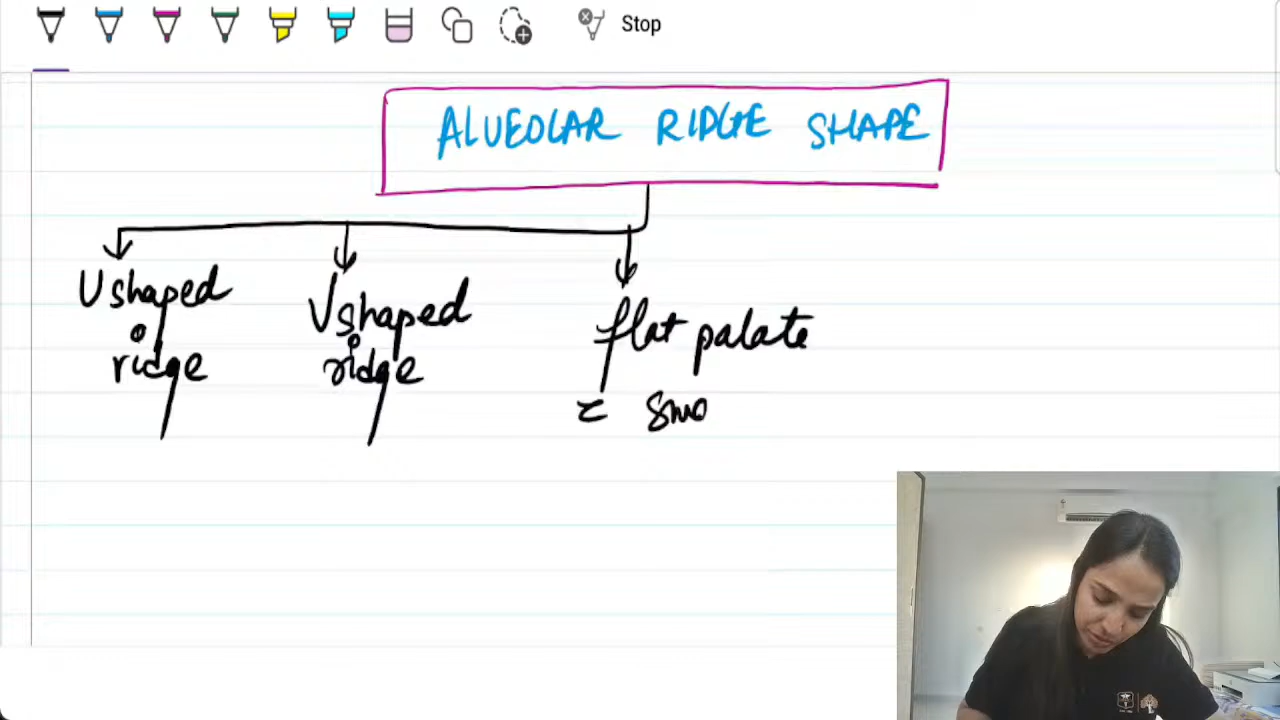 Stop
ALVEOLAR RIDGE SHAPE
U shaped
ridge
V shaped
ridge
flat palate
c̄ smo